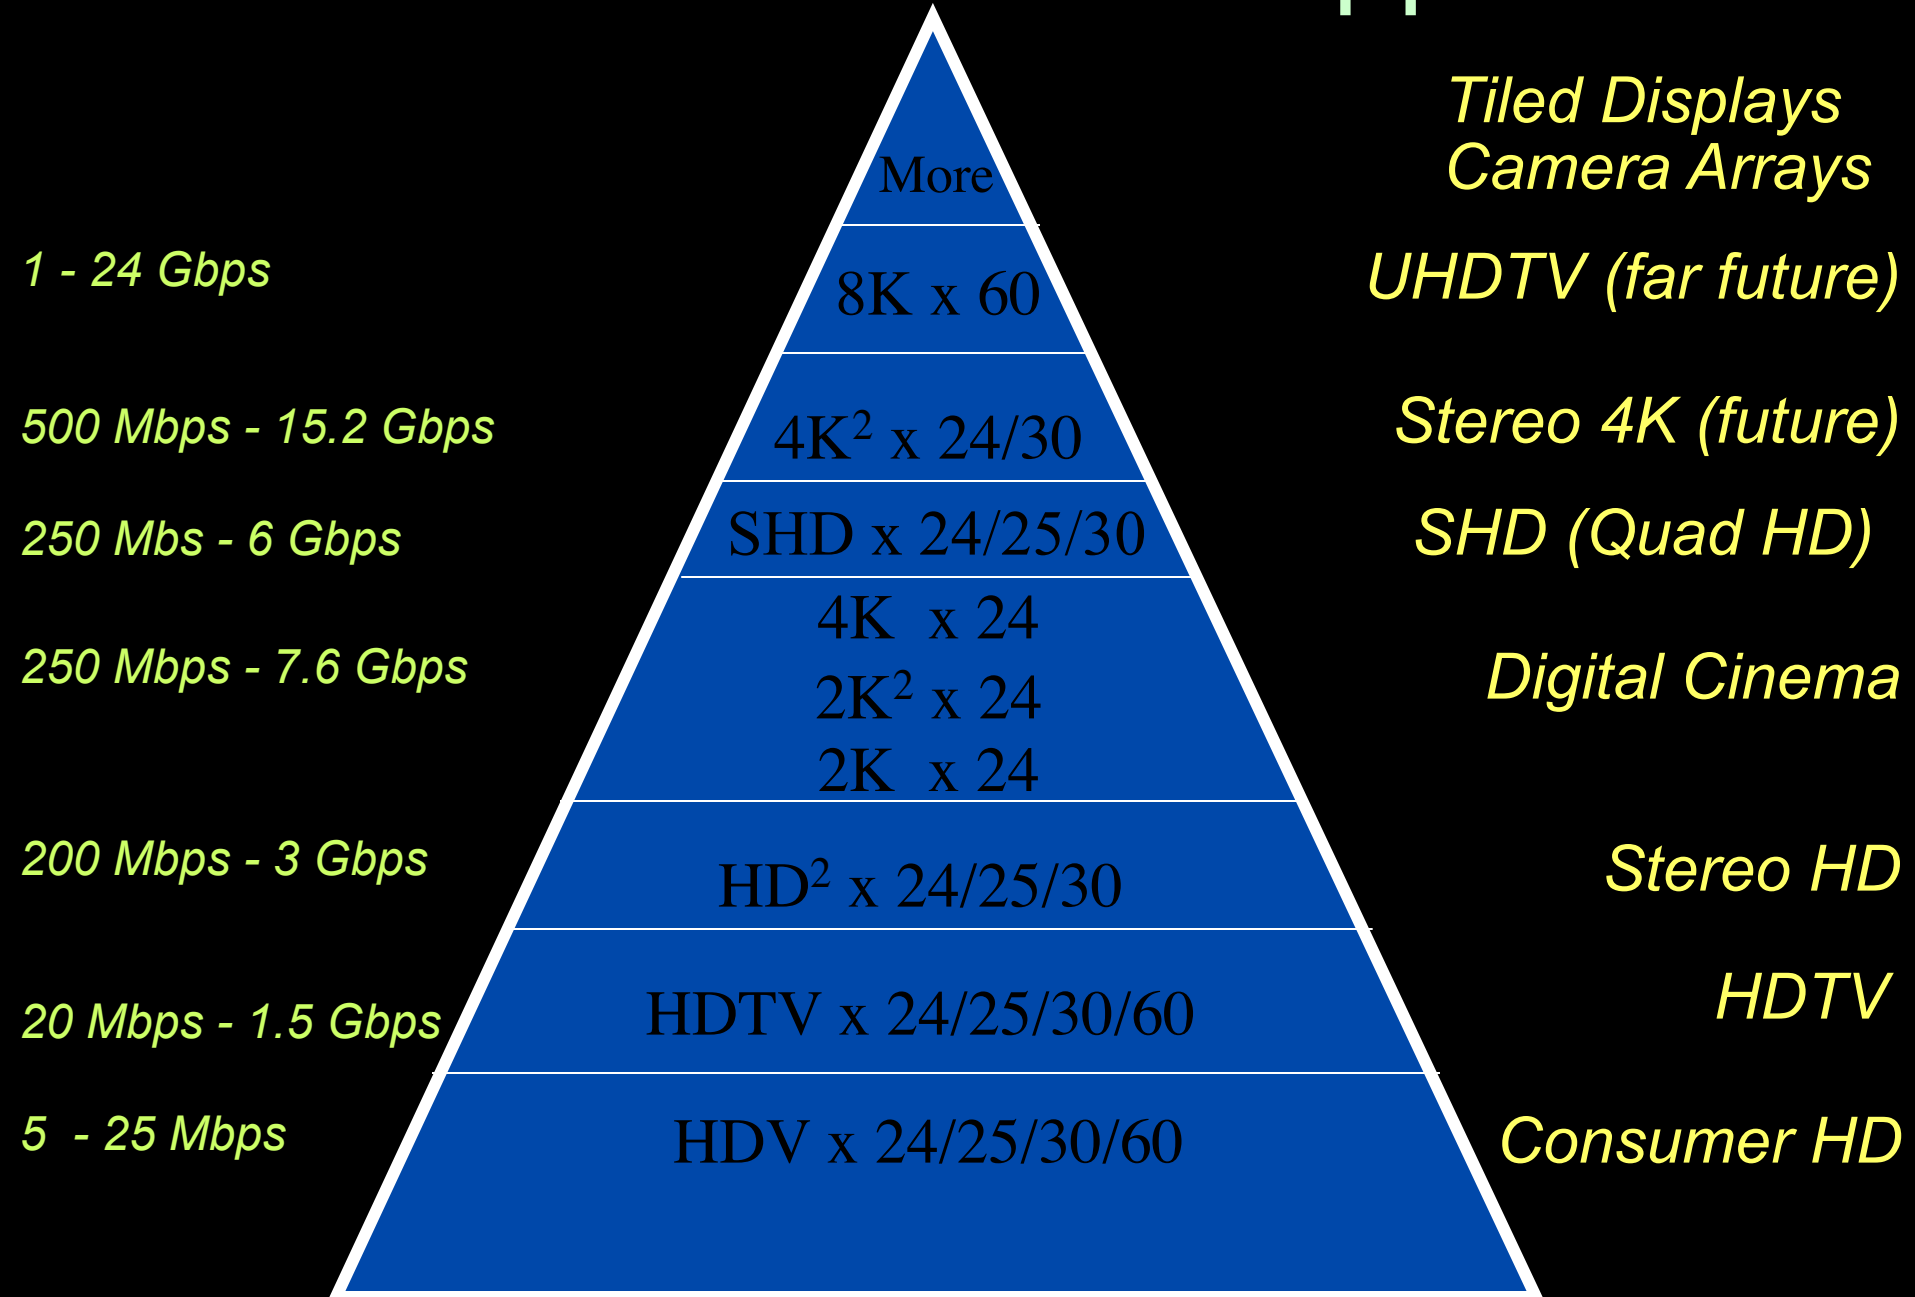 Tiled Displays
Camera Arrays
More
1 - 24 Gbps
8K x 60
UHDTV (far future)
500 Mbps - 15.2 Gbps
4K² x 24/30
Stereo 4K (future)
250 Mbs - 6 Gbps
SHD x 24/25/30
SHD (Quad HD)
4K x 24
250 Mbps - 7.6 Gbps
2K² x 24
Digital Cinema
2K x 24
200 Mbps - 3 Gbps
HD² x 24/25/30
Stereo HD
20 Mbps - 1.5 Gbps
HDTV x 24/25/30/60
HDTV
5 - 25 Mbps
HDV x 24/25/30/60
Consumer HD